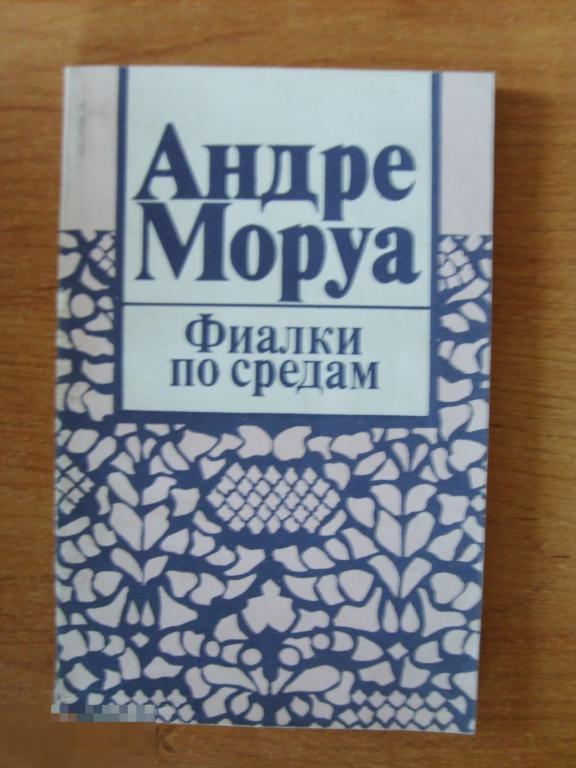 Андре
Моруа
Фиалки
по средам